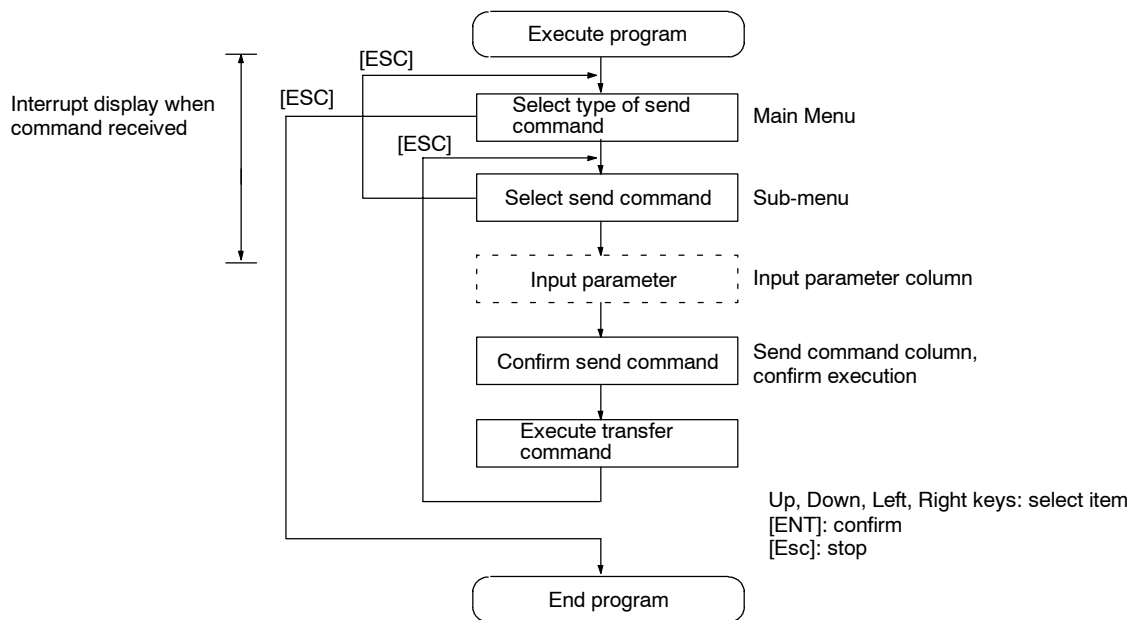 Execute program
[ESC]
[ESC]
Interrupt display when
command received
Select type of send
command
Main Menu
[ESC]
Select send command
Sub-menu
Input parameter
Input parameter column
Confirm send command
Send command column,
confirm execution
Execute transfer
command
Up, Down, Left, Right keys: select item
[ENT]: confirm
[Esc]: stop
End program